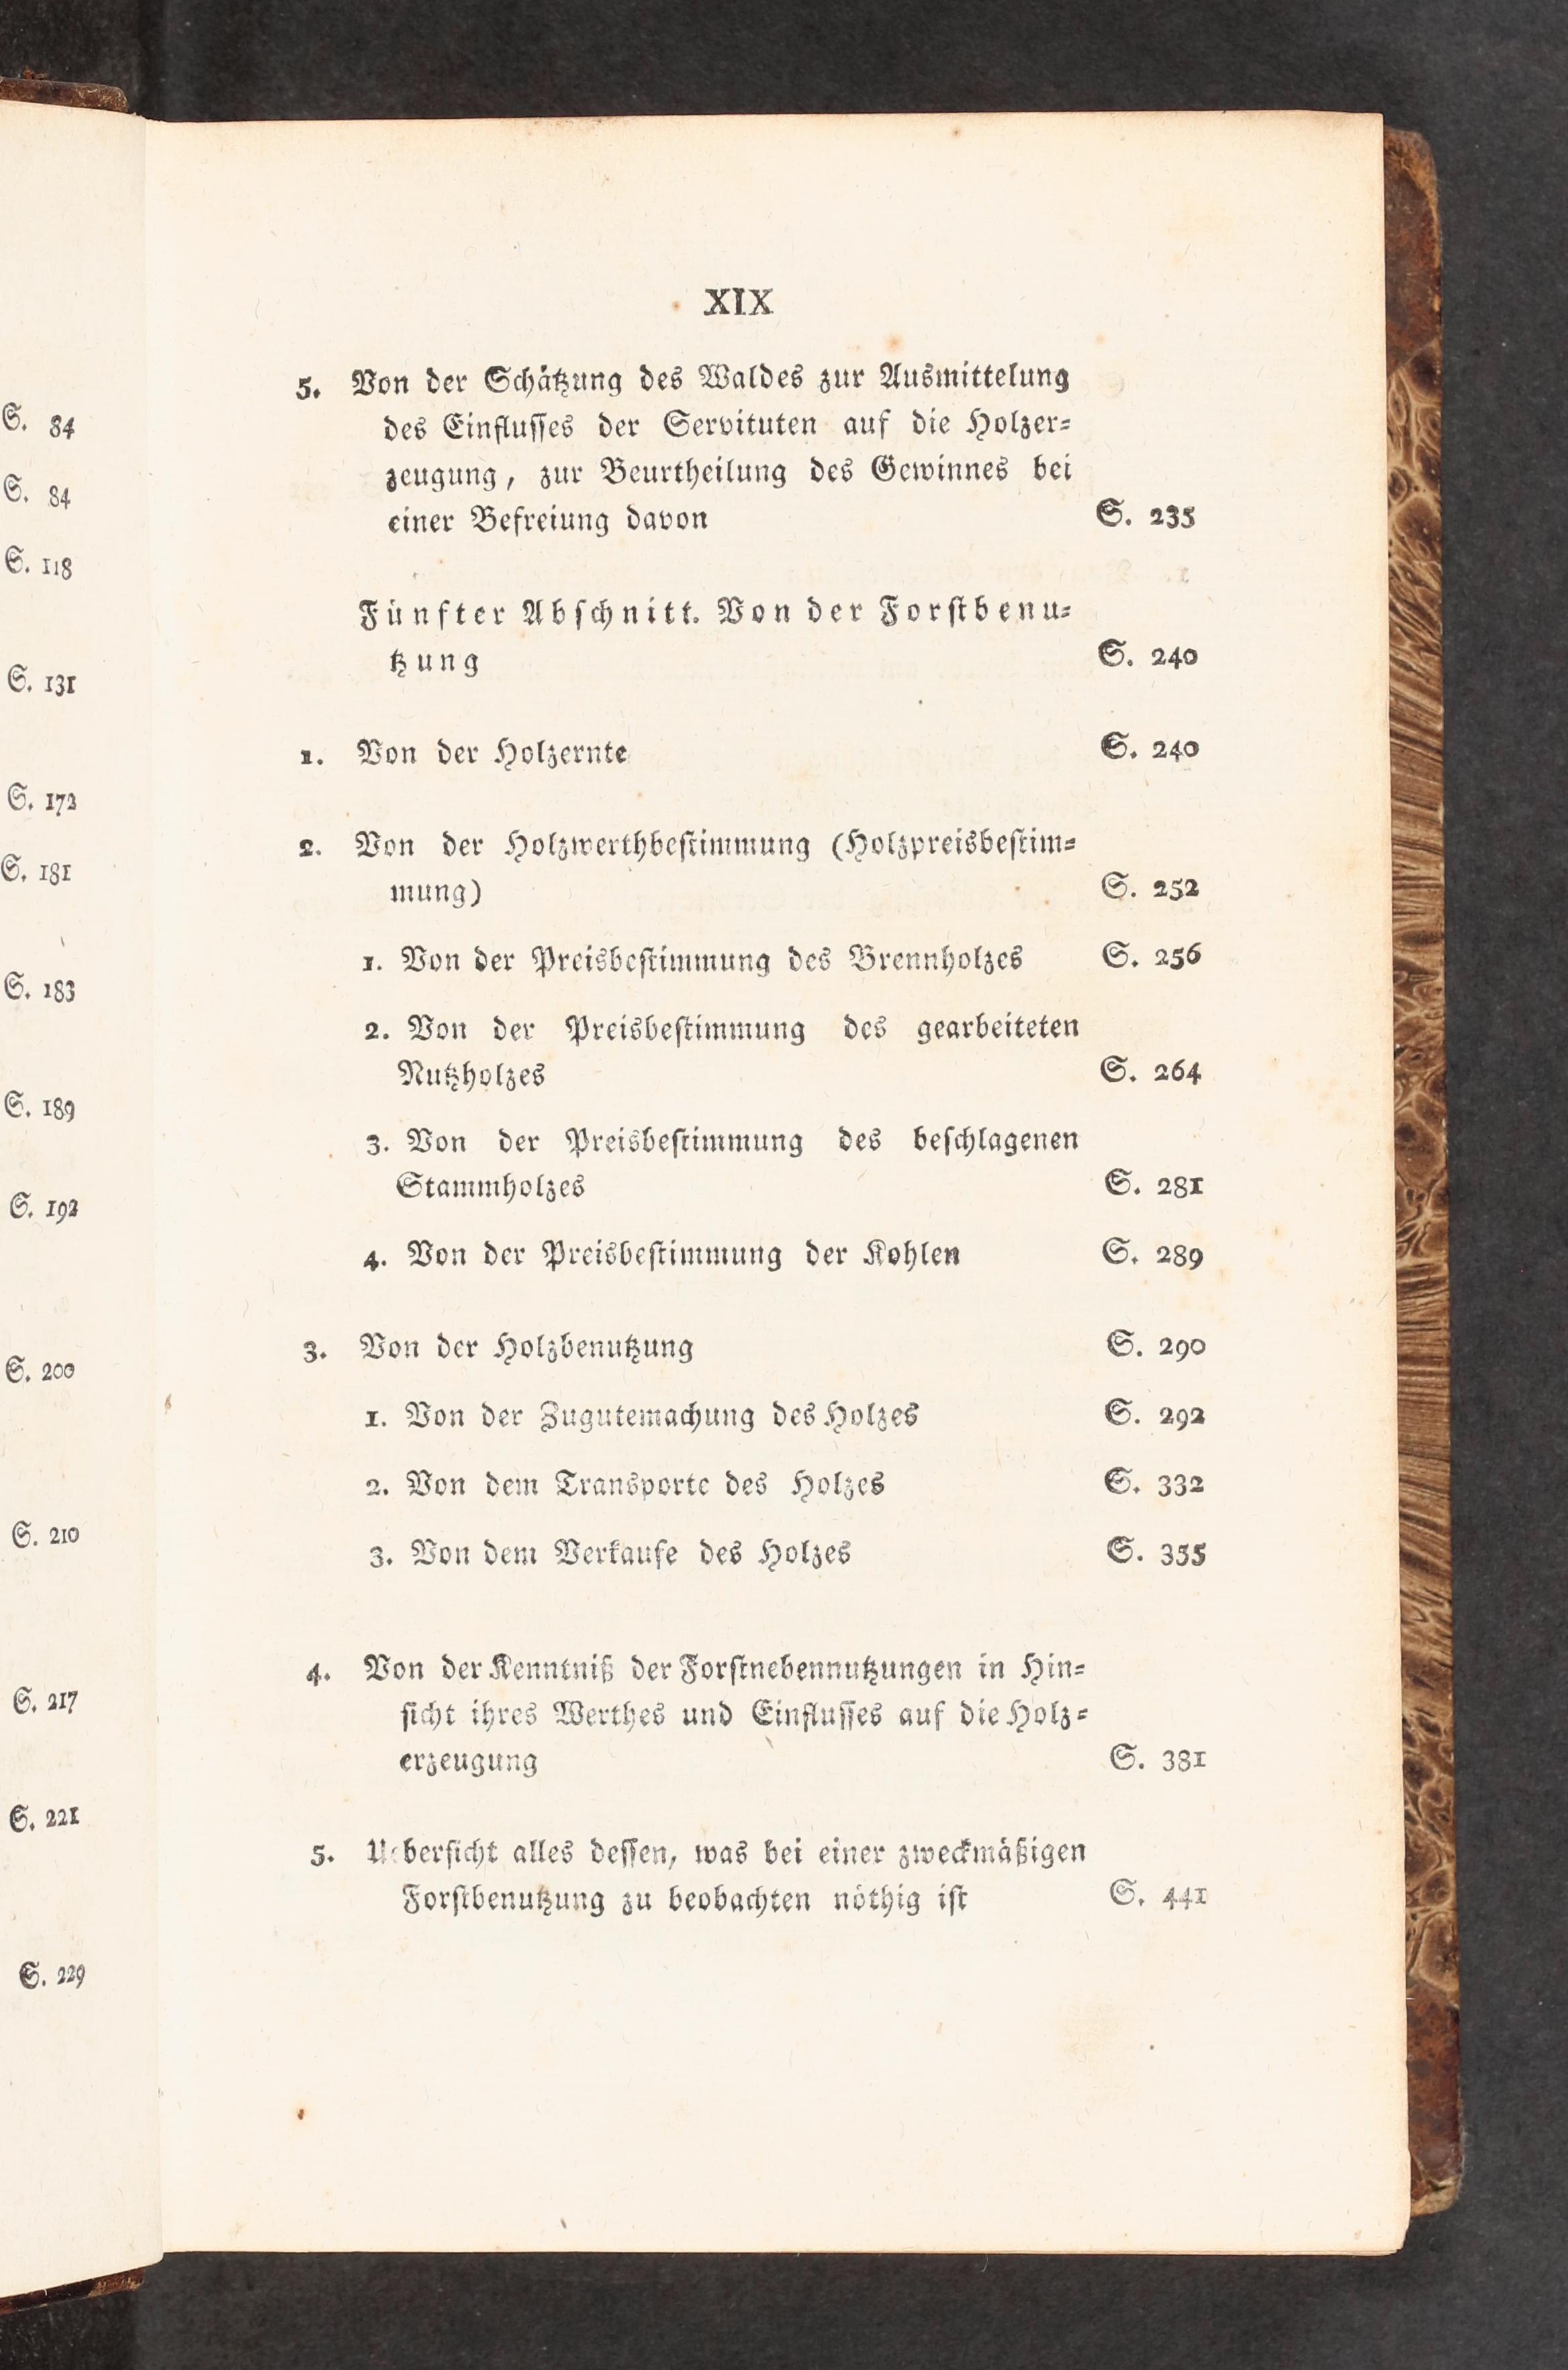 S. 84
S. 84
S. 118
S. 131
S. 172
S. 181
S. 183
S. 189
S. 192
S. 200
S. 210
S. 217
S. 221
S. 229
XIX
5. Von der Schätzung des Waldes zur Ausmittelung
des Einflusses der Servituten auf die Holzer-
zeugung, zur Beurtheilung des Gewinnes bei
einer Befreiung davon S. 235
Fünfter Abschnitt. Von der Forstbenu-
tzung S. 240
1. Von der Holzernte S. 240
2. Von der Holzwerthbestimmung (Holzpreisbestim-
mung) S. 252
1. Von der Preisbestimmung des Brennholzes S. 256
2. Von der Preisbestimmung des gearbeiteten
Nutzholzes S. 264
3. Von der Preisbestimmung des beschlagenen
Stammholzes S. 281
4. Von der Preisbestimmung der Kohlen S. 289
3. Von der Holzbenutzung S. 290
1. Von der Zugutemachung des Holzes S. 292
2. Von dem Transporte des Holzes S. 332
3. Von dem Verkaufe des Holzes S. 355
4. Von der Kenntniß der Forstnebennutzungen in Hin-
sicht ihres Werthes und Einflusses auf die Holz-
erzeugung S. 381
5. Uebersicht alles dessen, was bei einer zweckmäßigen
Forstbenutzung zu beobachten nöthig ist S. 441